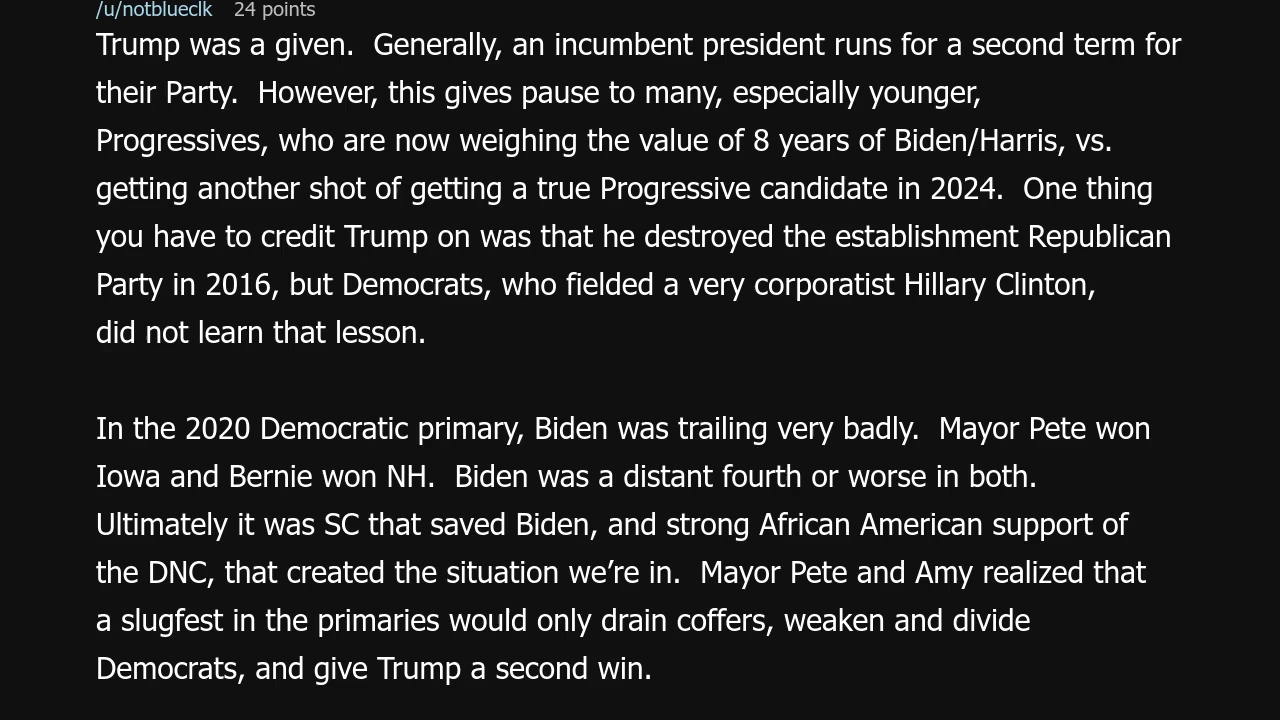 /u/notblueclk 24 points
Trump was a given.  Generally, an incumbent president runs for a second term for
their Party.  However, this gives pause to many, especially younger,
Progressives, who are now weighing the value of 8 years of Biden/Harris, vs.
getting another shot of getting a true Progressive candidate in 2024.  One thing
you have to credit Trump on was that he destroyed the establishment Republican
Party in 2016, but Democrats, who fielded a very corporatist Hillary Clinton,
did not learn that lesson.
In the 2020 Democratic primary, Biden was trailing very badly.  Mayor Pete won
Iowa and Bernie won NH.  Biden was a distant fourth or worse in both.
Ultimately it was SC that saved Biden, and strong African American support of
the DNC, that created the situation we’re in.  Mayor Pete and Amy realized that
a slugfest in the primaries would only drain coffers, weaken and divide
Democrats, and give Trump a second win.